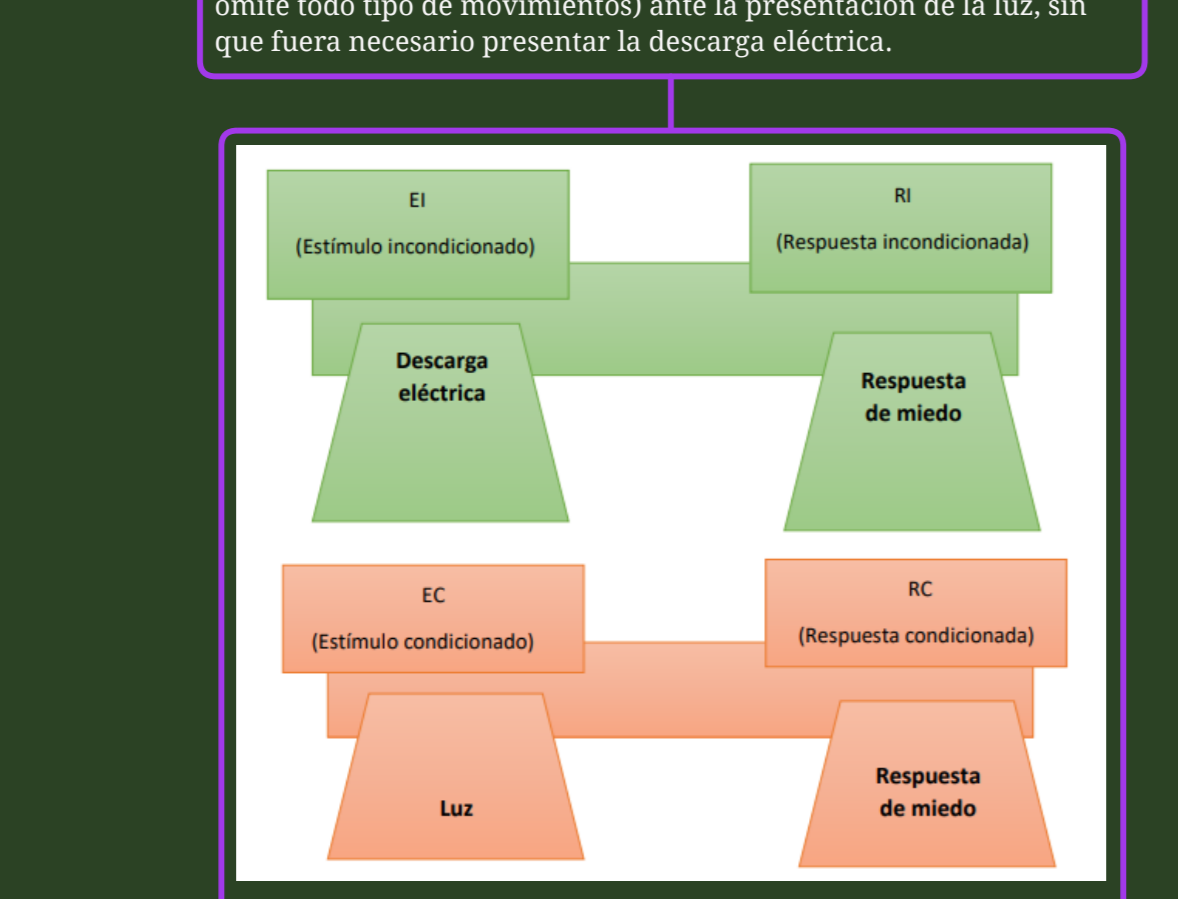 omite todo tipo de movimientos) ante la presentación de la luz, sin
que fuera necesario presentar la descarga eléctrica.
EI
(Estímulo incondicionado)
RI
(Respuesta incondicionada)
Descarga
eléctrica
Respuesta
de miedo
EC
(Estímulo condicionado)
RC
(Respuesta condicionada)
Luz
Respuesta
de miedo